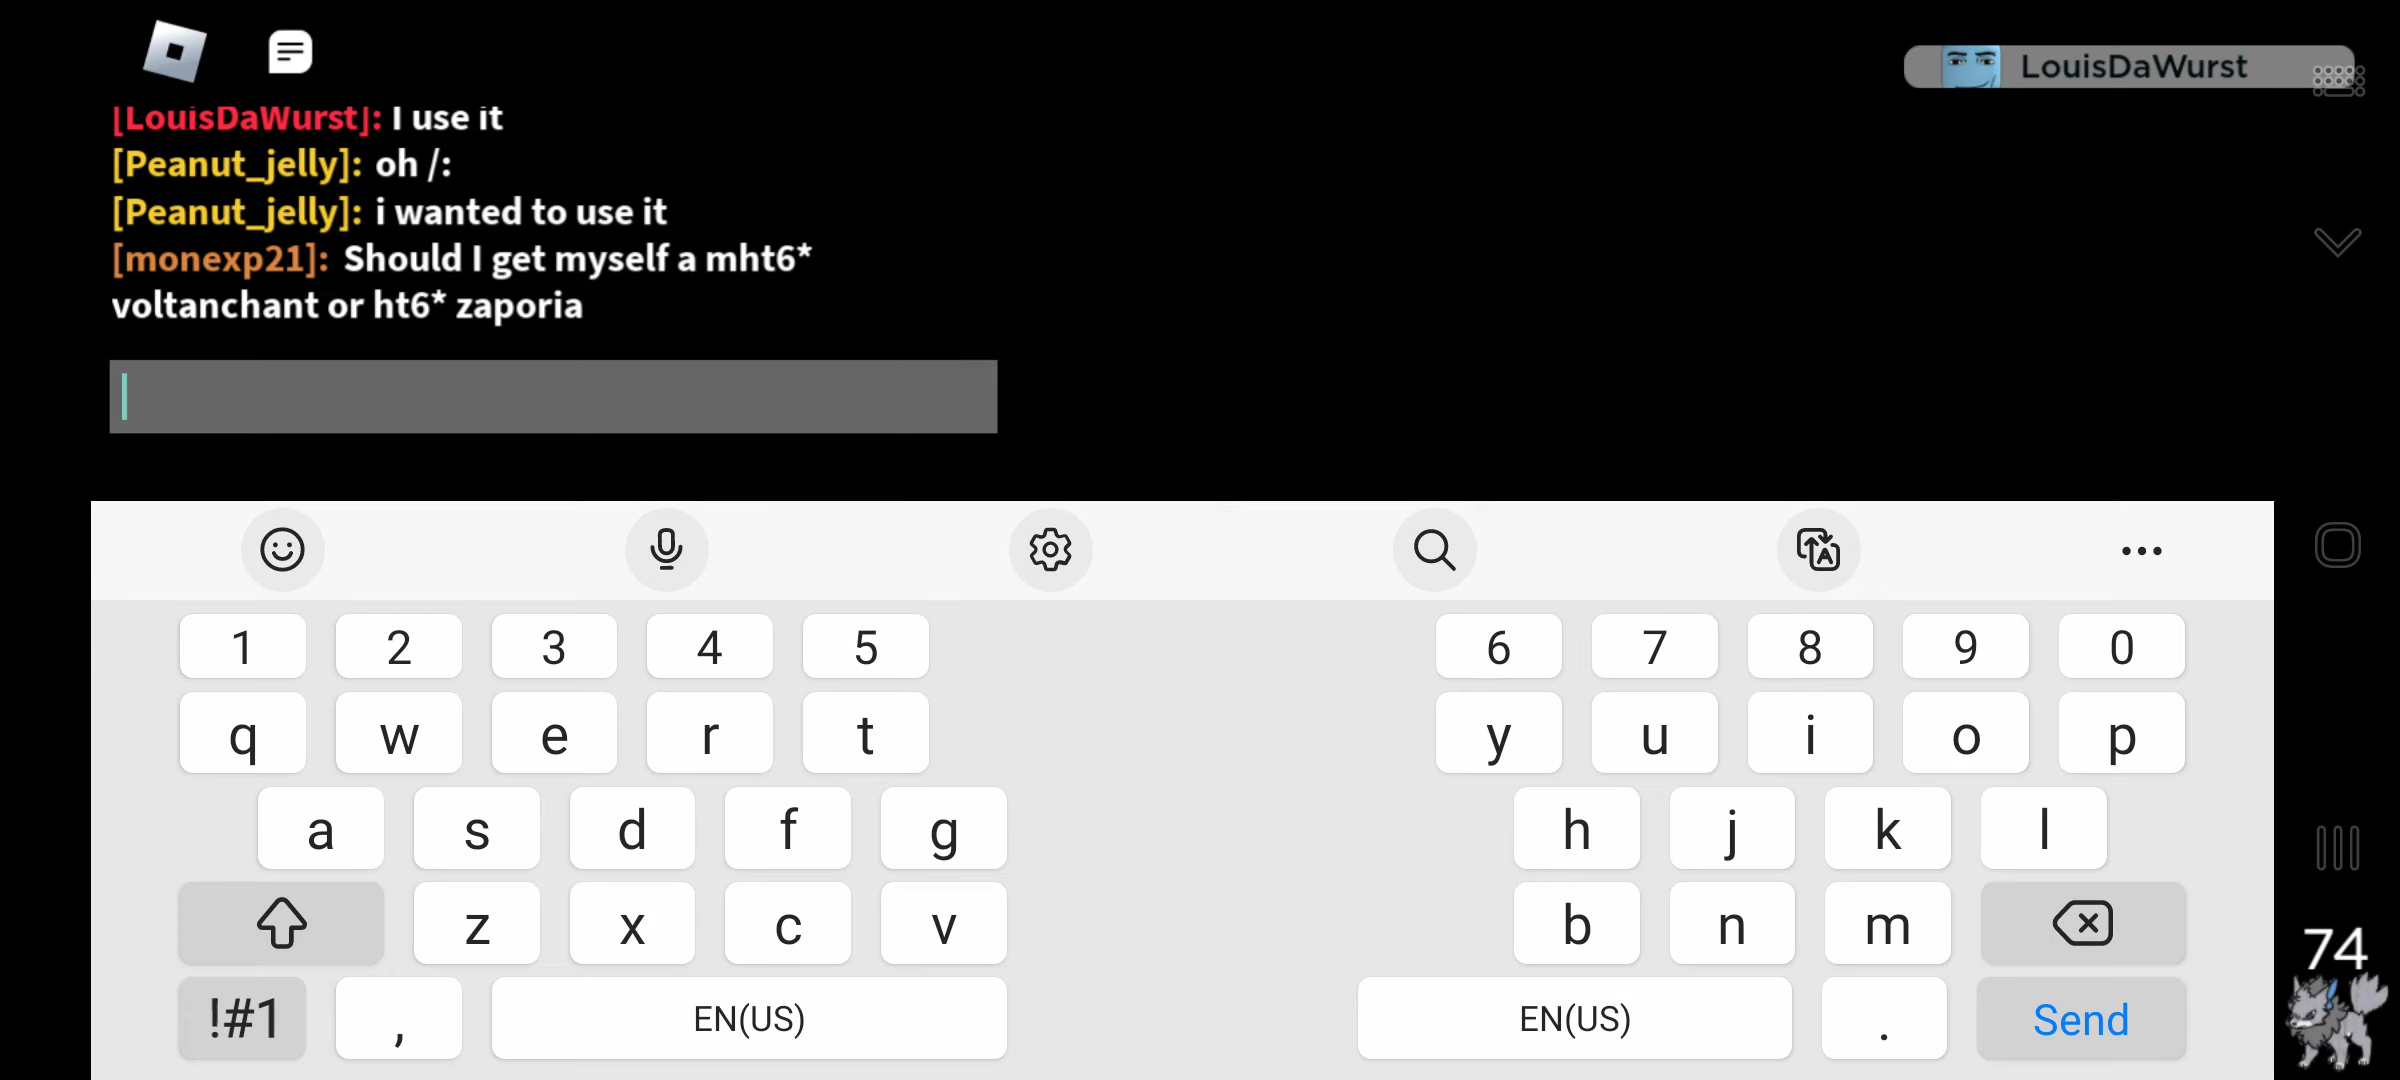 LouisDaWurst
[LouisDaWurst]: I use it
[Peanut_jelly]: oh /:
[Peanut_jelly]: i wanted to use it
[monexp21]: Should I get myself a mht6*
voltanchant or ht6* zaporia
1 2 3 4 5 6 7 8 9 0
q w e r t y u i o p
a s d f g h j k l
z x c v b n m
74
!#1 , EN(US) EN(US) . Send